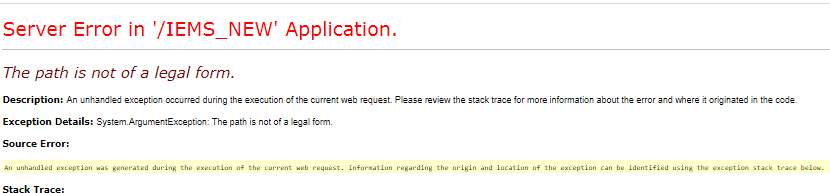 Server Error in '/IEMS_NEW' Application.
The path is not of a legal form.
Description: An unhandled exception occurred during the execution of the current web request. Please review the stack trace for more information about the error and where it originated in the code.
Exception Details: System.ArgumentException: The path is not of a legal form.
Source Error:
An unhandled exception was generated during the execution of the current web request. Information regarding the origin and location of the exception can be identified using the exception stack trace below.
Stack Trace: